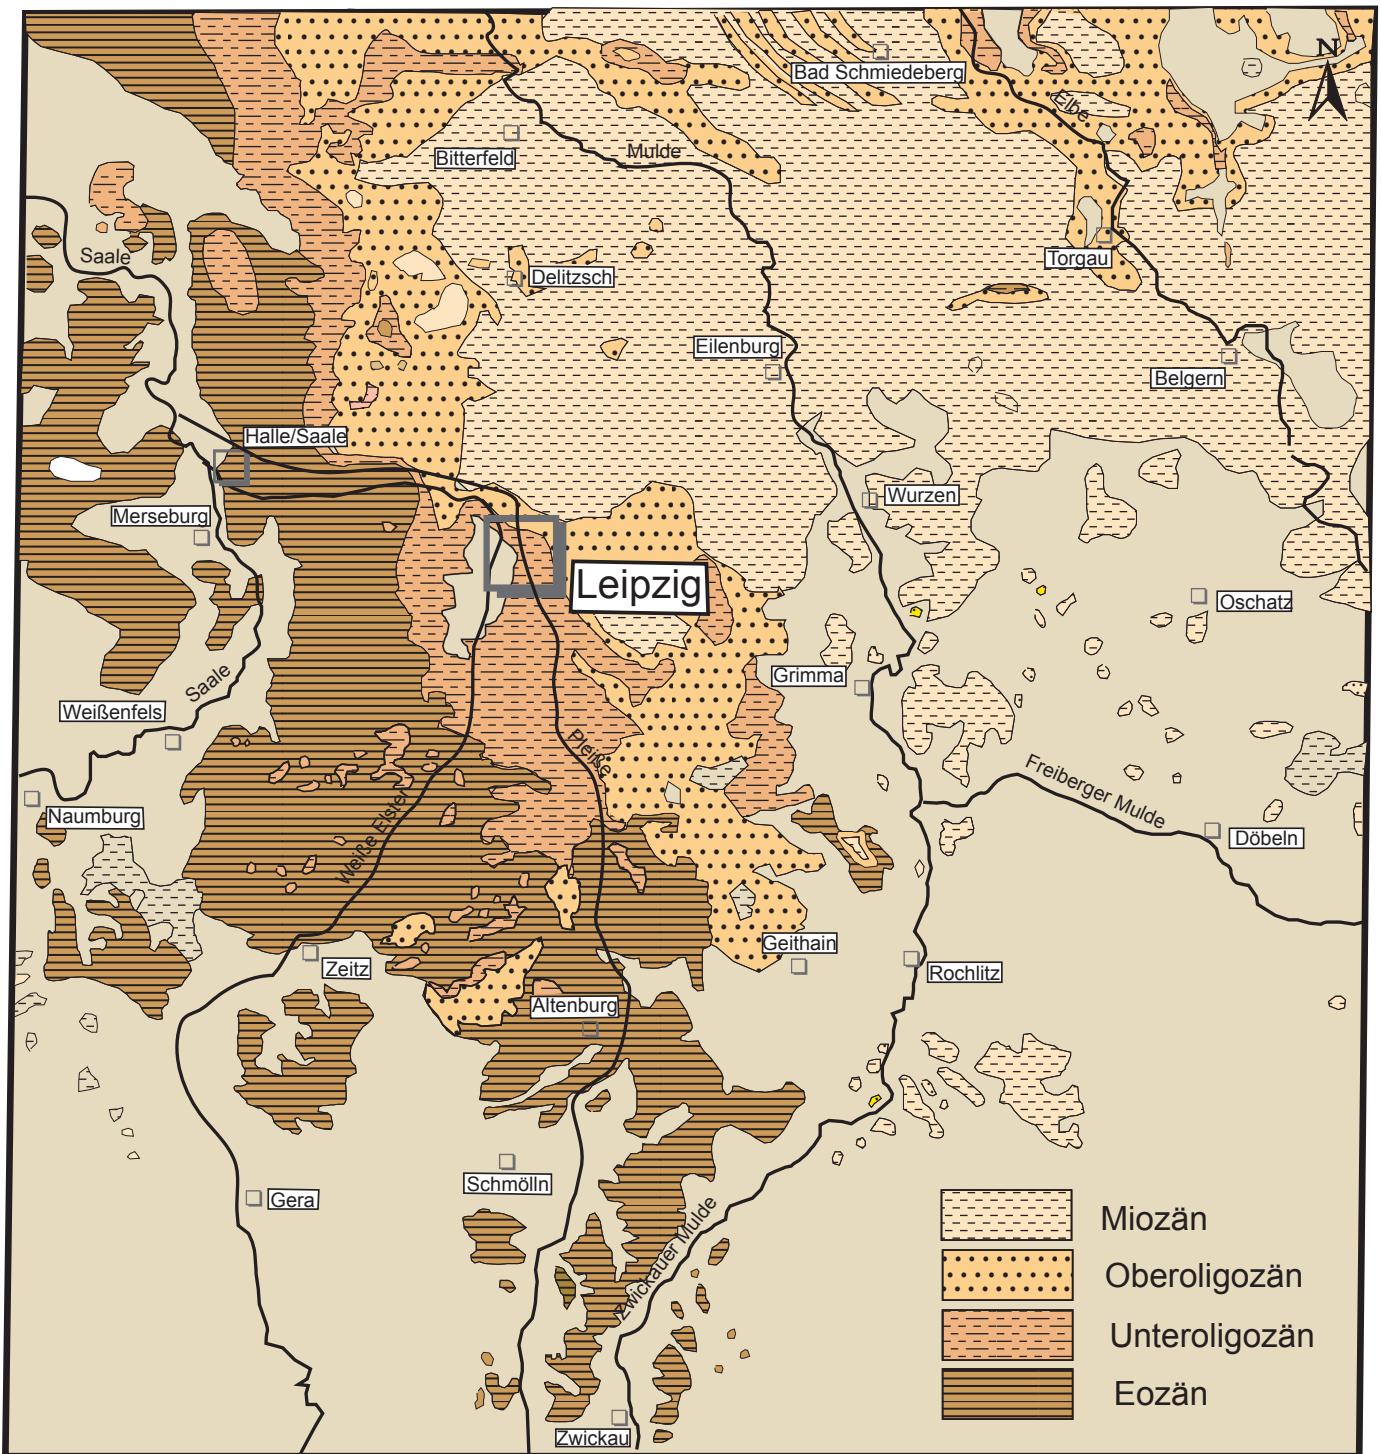 N
Bad Schmiedeberg
Elbe
Bitterfeld
Mulde
Saale
Torgau
Delitzsch
Eilenburg
Belgern
Halle/Saale
Wurzen
Merseburg
Leipzig
Oschatz
Grimma
Saale
Weißenfels
Pleiße
Freiberger Mulde
Naumburg
Weiße Elster
Döbeln
Geithain
Zeitz
Rochlitz
Altenburg
Schmölln
Gera
Zwickauer Mulde
Zwickau
Miozän
Oberoligozän
Unteroligozän
Eozän